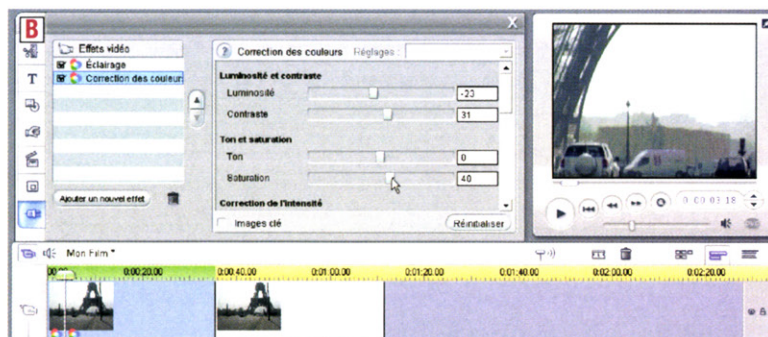 B
X
Effets vidéo
Éclairage
Correction des couleurs
Ajouter un nouvel effet
? Correction des couleurs Réglages :
Luminosité et contraste
Luminosité -23
Contraste 31
Ton et saturation
Ton 0
Saturation 40
Correction de l'intensité
Images clé Réinitialiser
0:00:03.18
Mon Film *
0:00:20.00 0:00:40.00 0:01:00.00 0:01:20.00 0:01:40.00 0:02:00.00 0:02:20.00